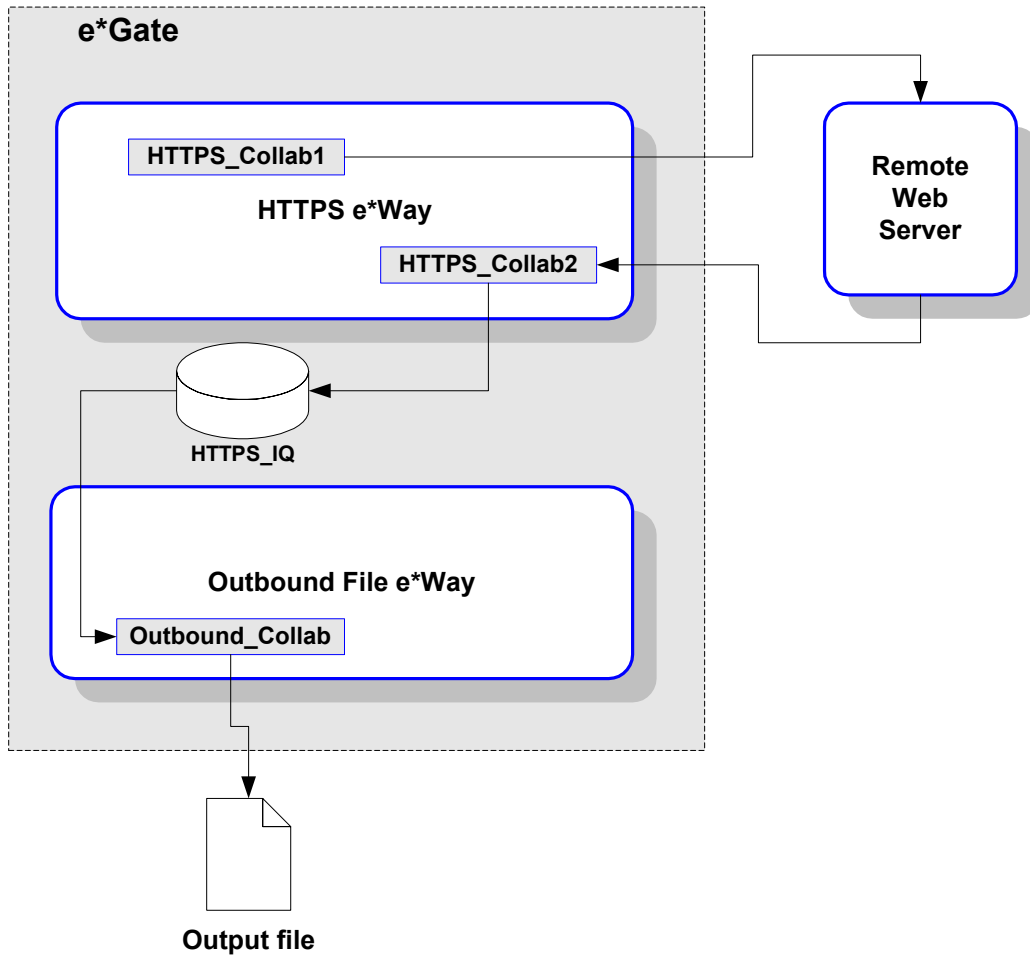 e*Gate
HTTPS_Collab1
HTTPS e*Way
HTTPS_Collab2
Remote
Web
Server
HTTPS_IQ
Outbound File e*Way
Outbound_Collab
Output file